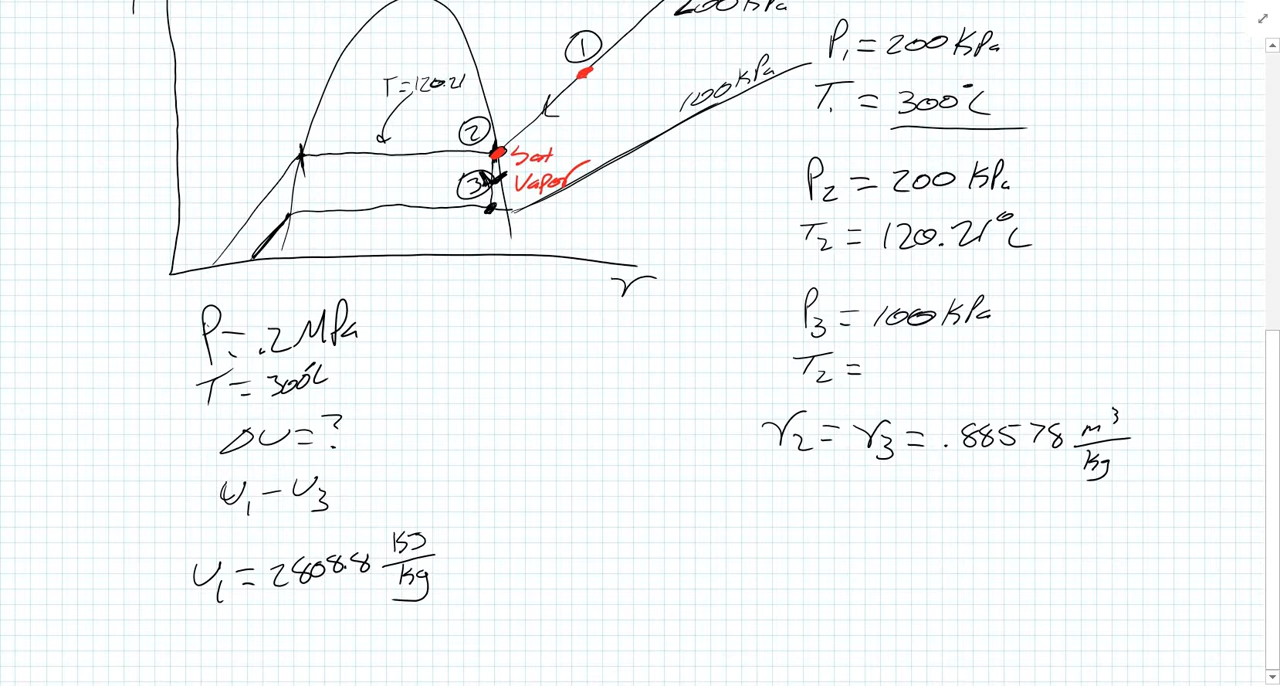 200 KPa
①
T=120.21
100 KPa
②
Sat
③
Vapor
v
P₁ = 200 KPa
T₁ = 300°C
P₂ = 200 KPa
T₂ = 120.21°C
P₃ = 100 KPa
T₂ =
v₂ = v₃ = .88578 m³/kg
P₁ = .2 MPa
T = 300°C
ΔU = ?
U₁ - U₃
U₁ = 2808.8 KJ/kg